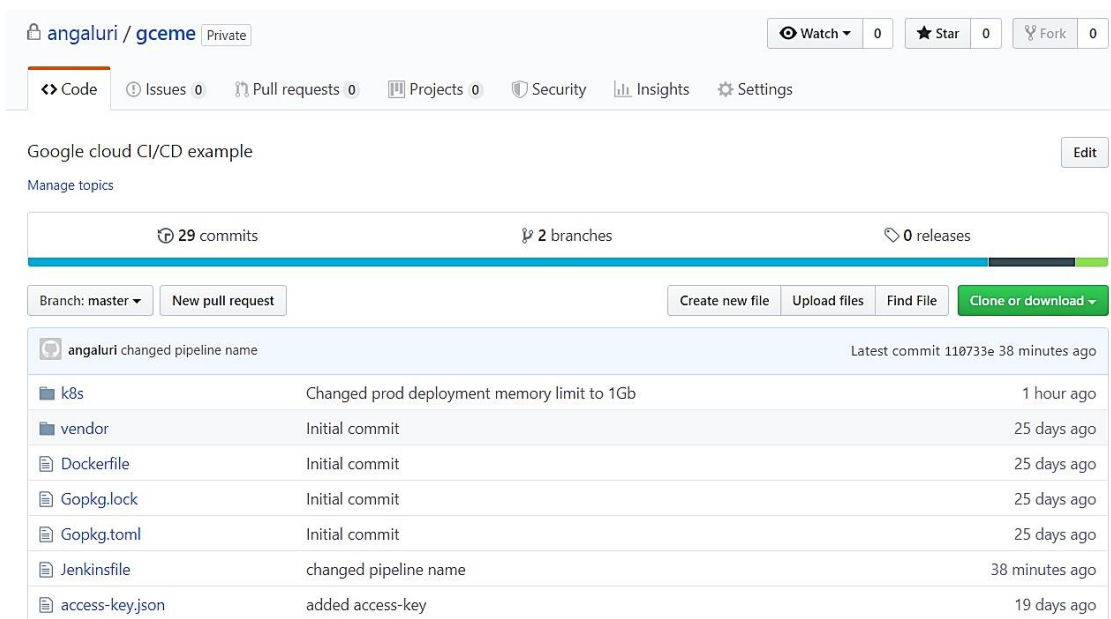 angaluri / gceme Private Watch 0 Star 0 Fork 0
Code Issues 0 Pull requests 0 Projects 0 Security Insights Settings
Google cloud CI/CD example Edit
Manage topics
29 commits 2 branches 0 releases
Branch: master New pull request Create new file Upload files Find File Clone or download
angaluri changed pipeline name Latest commit 110733e 38 minutes ago
k8s Changed prod deployment memory limit to 1Gb 1 hour ago
vendor Initial commit 25 days ago
Dockerfile Initial commit 25 days ago
Gopkg.lock Initial commit 25 days ago
Gopkg.toml Initial commit 25 days ago
Jenkinsfile changed pipeline name 38 minutes ago
access-key.json added access-key 19 days ago